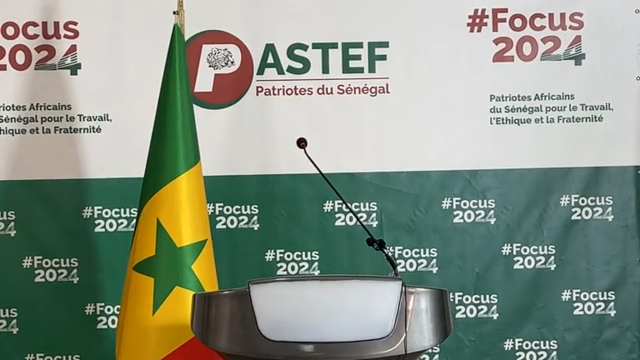 #Focus
2024
Patriotes Africains
du Sénégal pour le Travail,
l'Ethique et la Fraternité
PASTEF
Patriotes du Sénégal
#Focus
2024
Patriotes Africains
du Sénégal pour le Travail,
l'Ethique et la Fraternité
#Focus
2024
#Focus
2024
#Focus
2024
#Focus
2024
#Focus
2024
#Focus
2024
#Focus
2024
#Focus
2024
#Focus
2024
#Focus
2024
#Focus
2024
#Focus
2024
#Focus
2024